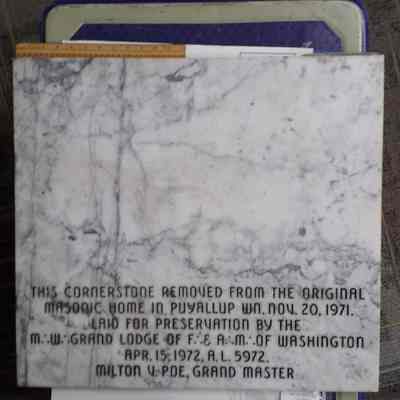 THIS CORNERSTONE REMOVED FROM THE ORIGINAL
MASONIC HOME IN PUYALLUP WN. NOV. 20, 1971.
LAID FOR PRESERVATION BY THE
M∴W∴GRAND LODGE OF F∴& A∴M∴OF WASHINGTON
APR. 15, 1972, A.L. 5972.
MILTON Y. POE, GRAND MASTER